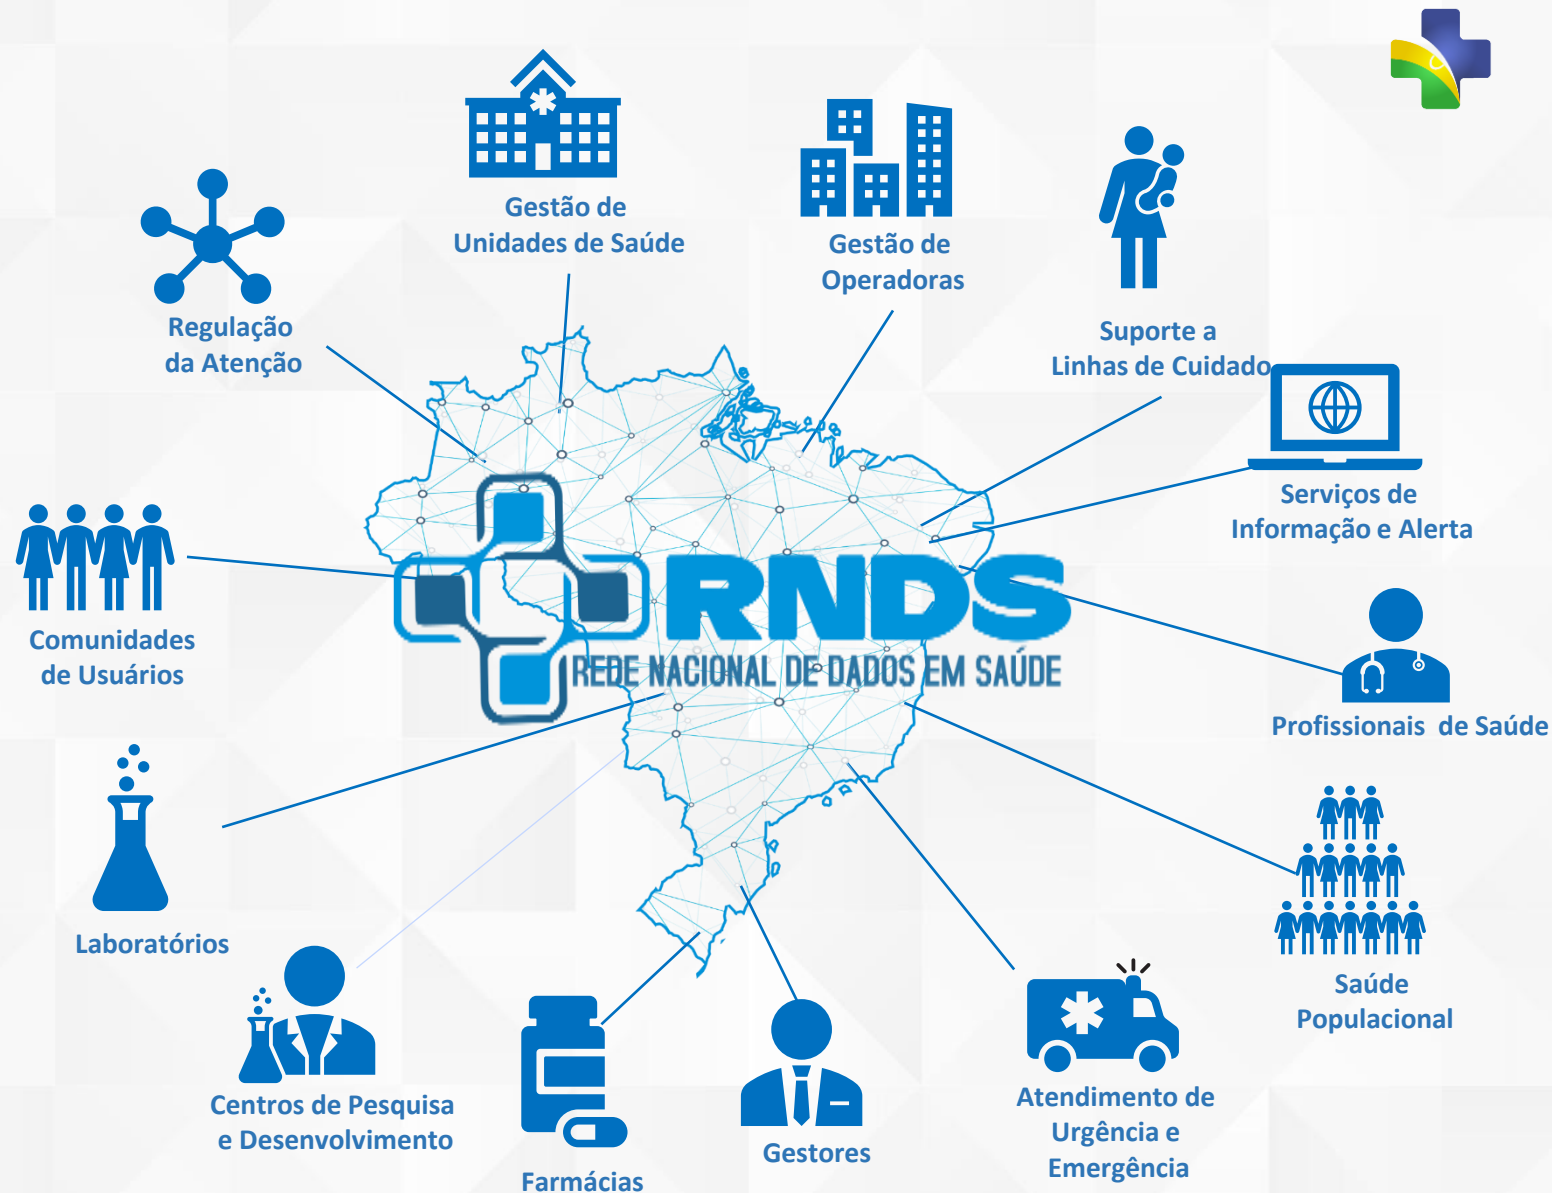 Gestão de
Unidades de Saúde
Gestão de
Operadoras
Regulação
da Atenção
Suporte a
Linhas de Cuidado
Serviços de
Informação e Alerta
RNDS
REDE NACIONAL DE DADOS EM SAÚDE
Comunidades
de Usuários
Profissionais de Saúde
Laboratórios
Saúde
Populacional
Centros de Pesquisa
e Desenvolvimento
Farmácias
Gestores
Atendimento de
Urgência e
Emergência